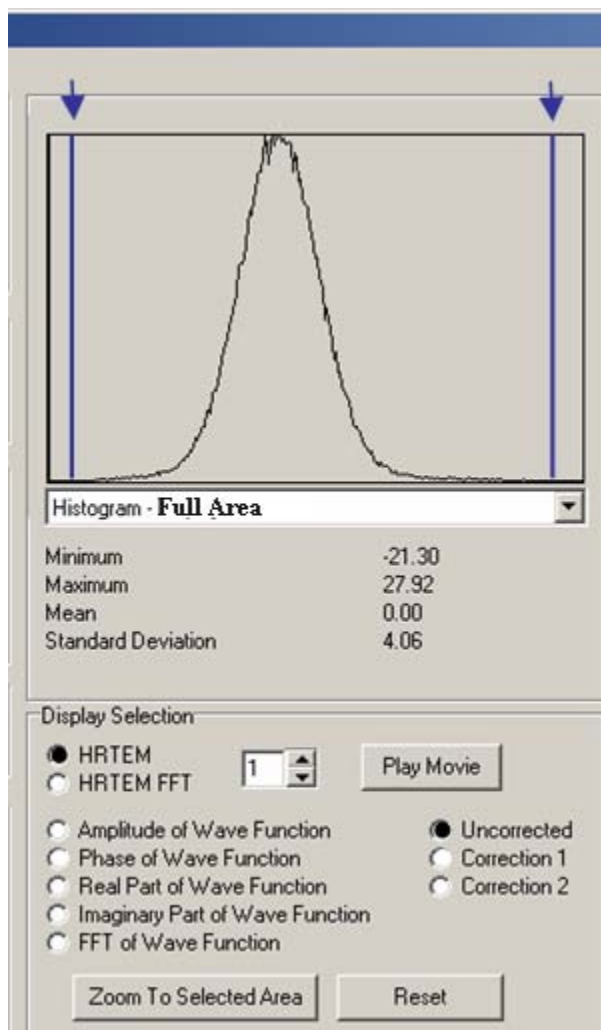 Histogram - Full Area
Minimum -21.30
Maximum 27.92
Mean 0.00
Standard Deviation 4.06
Display Selection
HRTEM 1 Play Movie
HRTEM FFT
Amplitude of Wave Function Uncorrected
Phase of Wave Function Correction 1
Real Part of Wave Function Correction 2
Imaginary Part of Wave Function
FFT of Wave Function
Zoom To Selected Area Reset